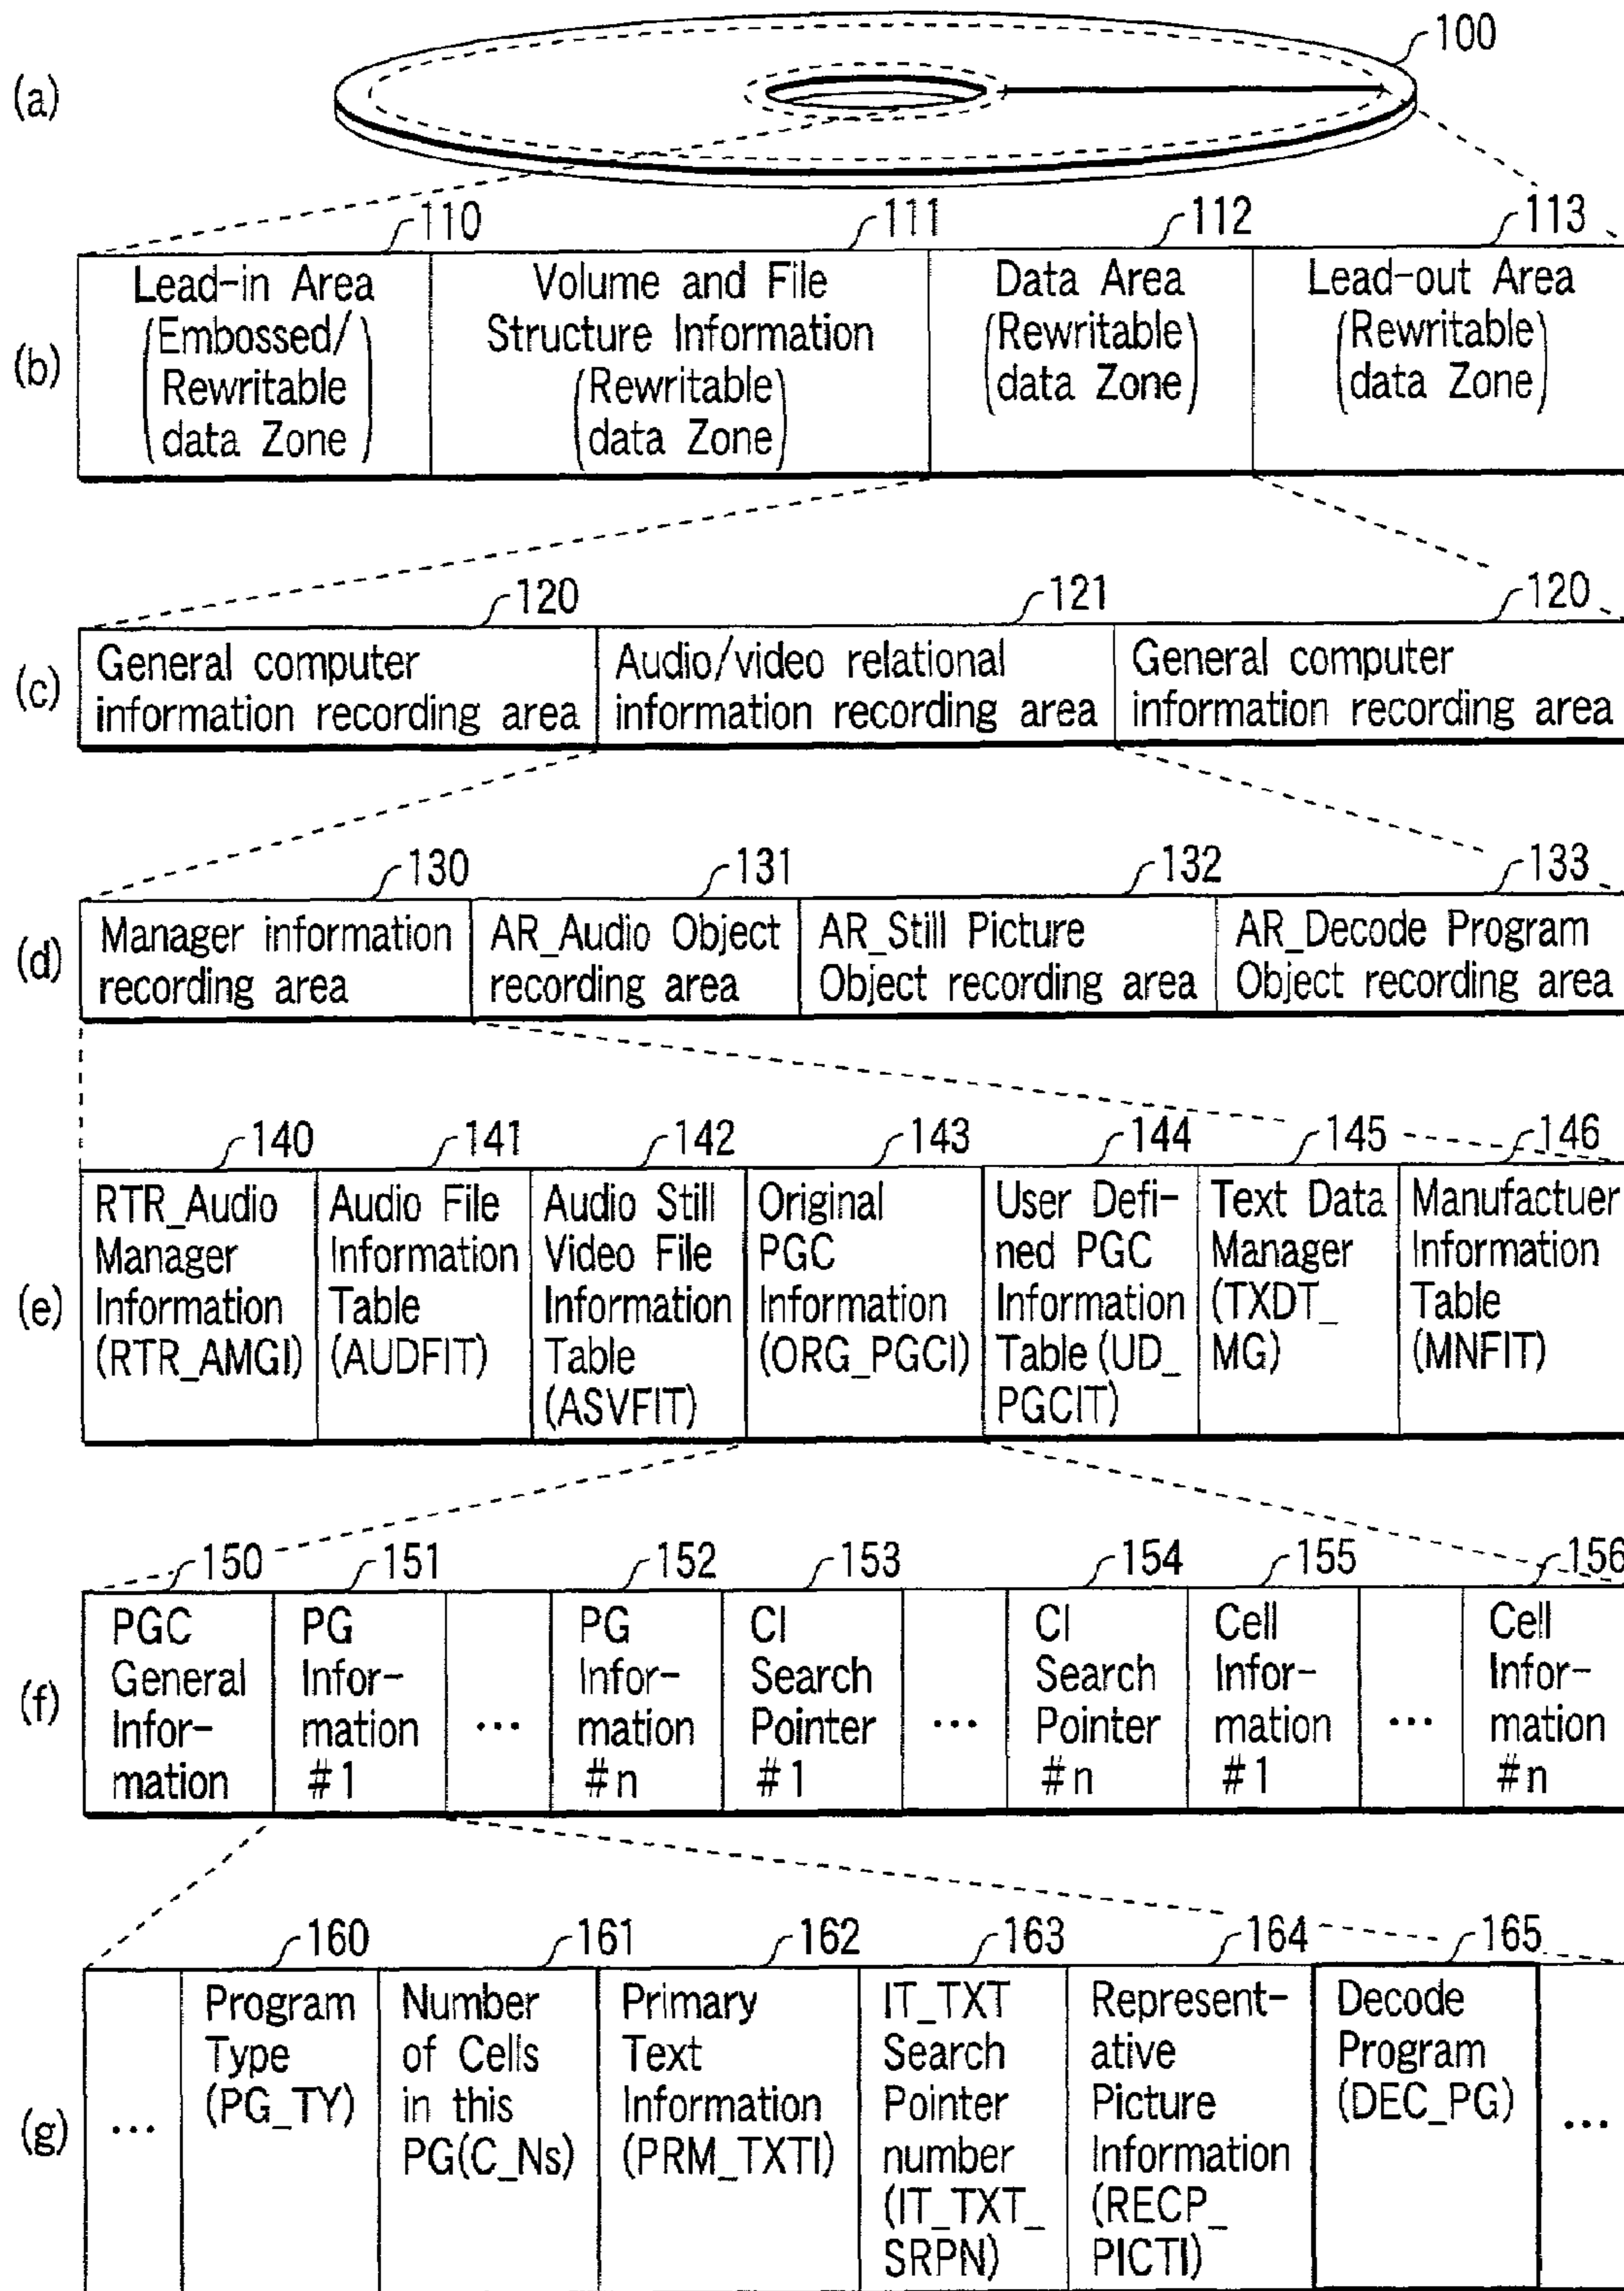 (a)
100
110 111 112 113
(b)
Lead-in Area
(Embossed/
Rewritable
data Zone)
Volume and File
Structure Information
(Rewritable
data Zone)
Data Area
(Rewritable
data Zone)
Lead-out Area
(Rewritable
data Zone)
120 121 120
(c)
General computer
information recording area
Audio/video relational
information recording area
General computer
information recording area
130 131 132 133
(d)
Manager information
recording area
AR_Audio Object
recording area
AR_Still Picture
Object recording area
AR_Decode Program
Object recording area
140 141 142 143 144 145 146
(e)
RTR_Audio
Manager
Information
(RTR_AMGI)
Audio File
Information
Table
(AUDFIT)
Audio Still
Video File
Information
Table
(ASVFIT)
Original
PGC
Information
(ORG_PGCI)
User Defi-
ned PGC
Information
Table (UD_
PGCIT)
Text Data
Manager
(TXDT_
MG)
Manufactuer
Information
Table
(MNFIT)
150 151 152 153 154 155 156
(f)
PGC
General
Infor-
mation
PG
Infor-
mation
#1
...
PG
Infor-
mation
#n
CI
Search
Pointer
#1
...
CI
Search
Pointer
#n
Cell
Infor-
mation
#1
...
Cell
Infor-
mation
#n
160 161 162 163 164 165
(g)
...
Program
Type
(PG_TY)
Number
of Cells
in this
PG(C_Ns)
Primary
Text
Information
(PRM_TXTI)
IT_TXT
Search
Pointer
number
(IT_TXT_
SRPN)
Represent-
ative
Picture
Information
(RECP_
PICTI)
Decode
Program
(DEC_PG)
...